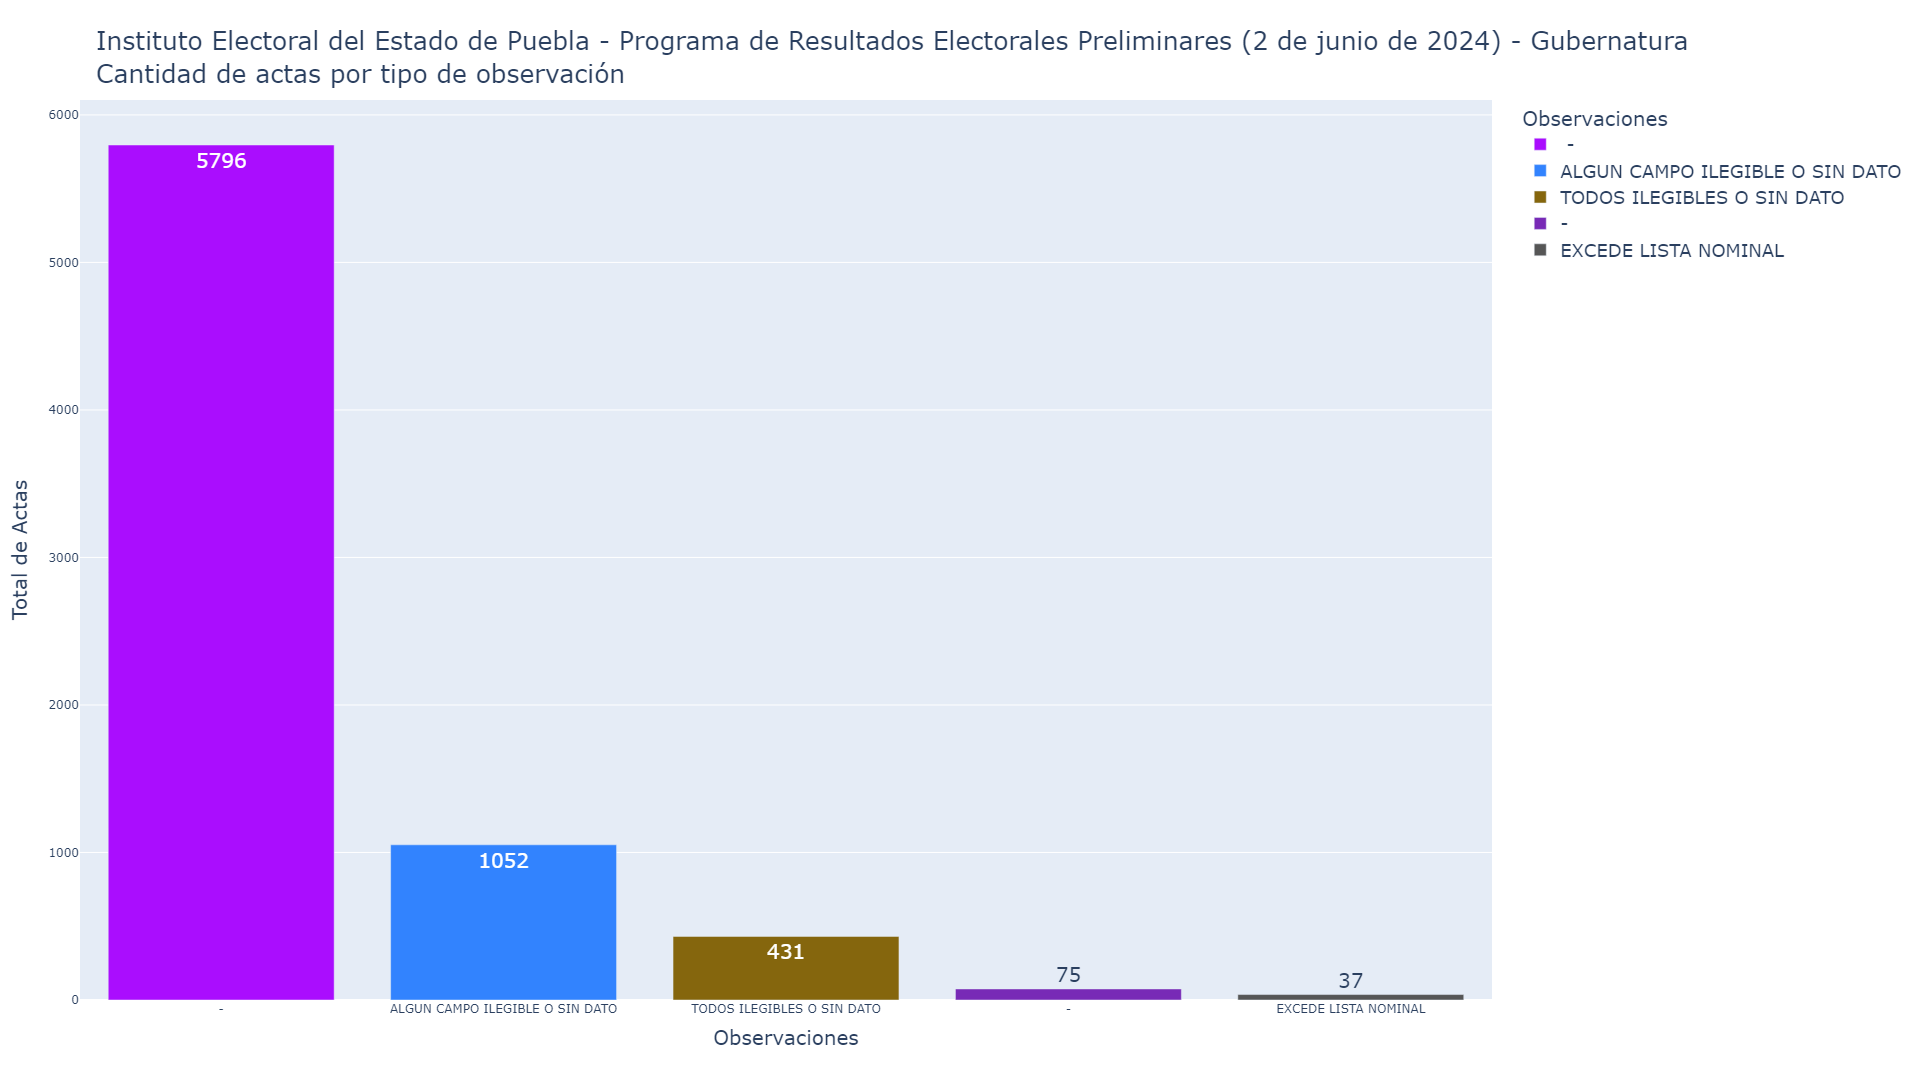 Instituto Electoral del Estado de Puebla - Programa de Resultados Electorales Preliminares (2 de junio de 2024) - Gubernatura
Cantidad de actas por tipo de observación
Total de Actas
6000
5000
4000
3000
2000
1000
0
5796
1052
431
75
37
-
ALGUN CAMPO ILEGIBLE O SIN DATO
TODOS ILEGIBLES O SIN DATO
-
EXCEDE LISTA NOMINAL
Observaciones
Observaciones
-
ALGUN CAMPO ILEGIBLE O SIN DATO
TODOS ILEGIBLES O SIN DATO
-
EXCEDE LISTA NOMINAL